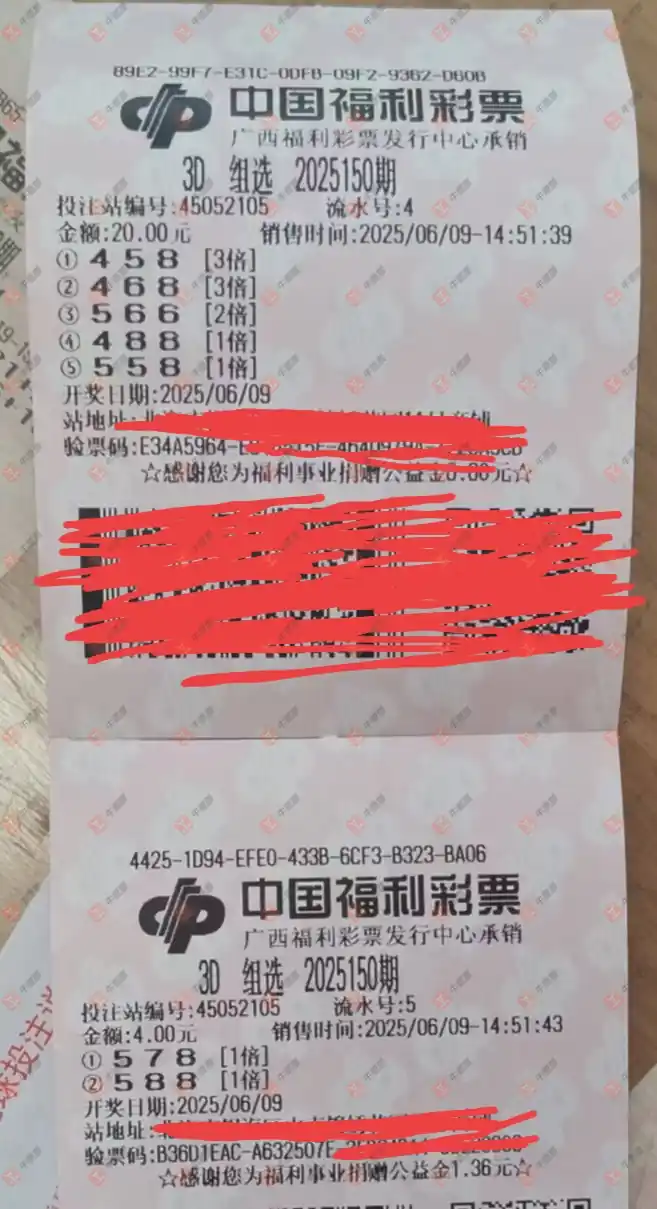 89E2-99F7-E31C-0DFB-09F2-9362-D60B
中国福利彩票
广西福利彩票发行中心承销
3D 组选 2025150期
投注站编号:45052105 流水号:4
金额:20.00元 销售时间:2025/06/09-14:51:39
① 4 5 8 [3倍]
② 4 6 8 [3倍]
③ 5 6 6 [2倍]
④ 4 8 8 [1倍]
⑤ 5 5 8 [1倍]
开奖日期:2025/06/09
站地址:
验票码:E34A5964-
☆感谢您为福利事业捐赠公益金 元☆
4425-1D94-EFE0-433B-6CF3-B323-BA06
中国福利彩票
广西福利彩票发行中心承销
3D 组选 2025150期
投注站编号:45052105 流水号:5
金额:4.00元 销售时间:2025/06/09-14:51:43
① 5 7 8 [1倍]
② 5 8 8 [1倍]
开奖日期:2025/06/09
站地址:
验票码:B36D1EAC-A632507E-
☆感谢您为福利事业捐赠公益金1.36元☆
球投注